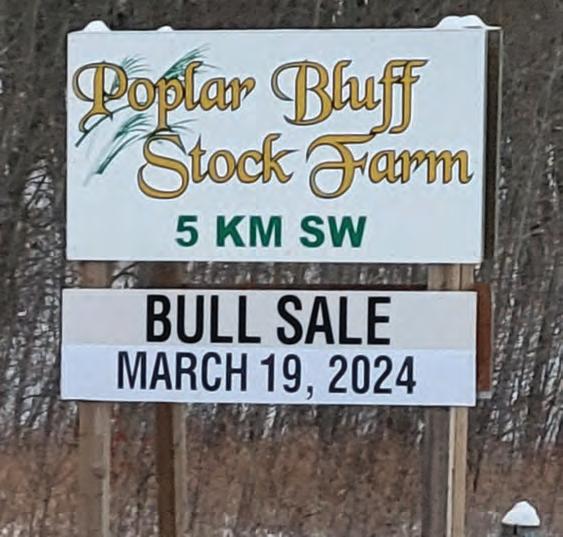 Poplar Bluff
Stock Farm
5 KM SW
BULL SALE
MARCH 19, 2024